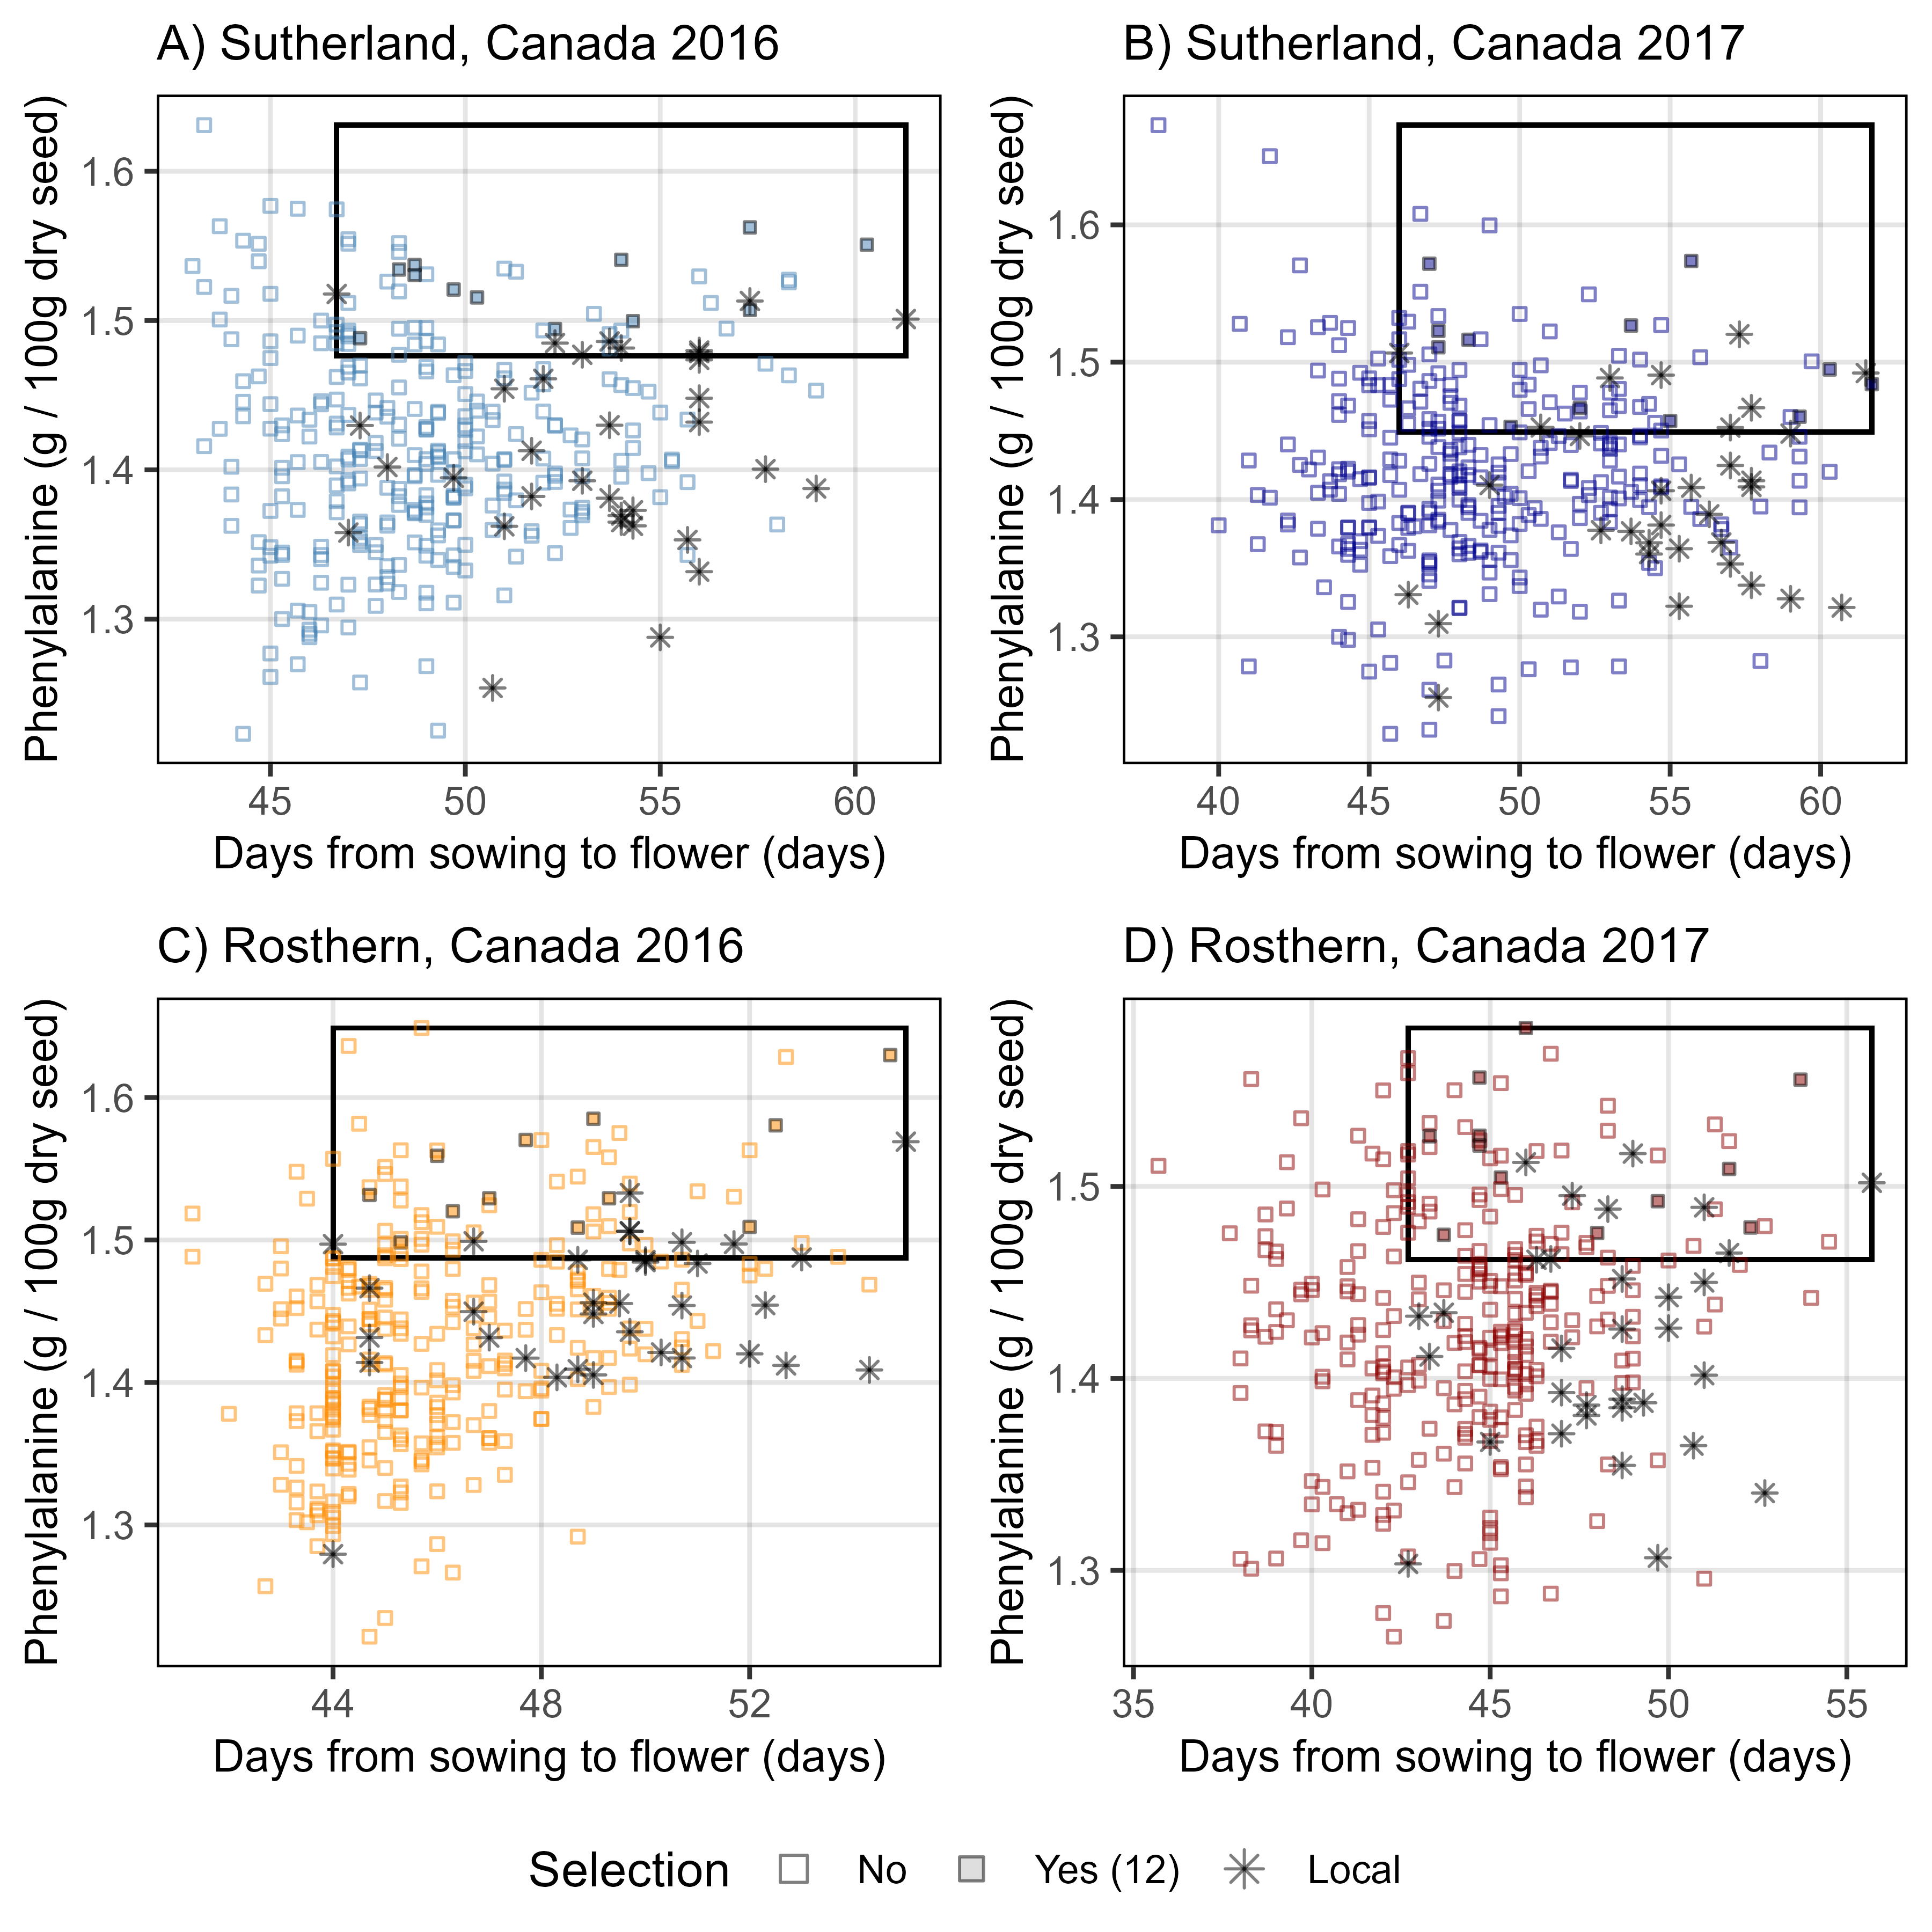 A) Sutherland, Canada 2016
Phenylalanine (g / 100g dry seed)
1.6
1.5
1.4
1.3
45 50 55 60
Days from sowing to flower (days)
B) Sutherland, Canada 2017
Phenylalanine (g / 100g dry seed)
1.6
1.5
1.4
1.3
40 45 50 55 60
Days from sowing to flower (days)
C) Rosthern, Canada 2016
Phenylalanine (g / 100g dry seed)
1.6
1.5
1.4
1.3
44 48 52
Days from sowing to flower (days)
D) Rosthern, Canada 2017
Phenylalanine (g / 100g dry seed)
1.5
1.4
1.3
35 40 45 50 55
Days from sowing to flower (days)
Selection No Yes (12) Local